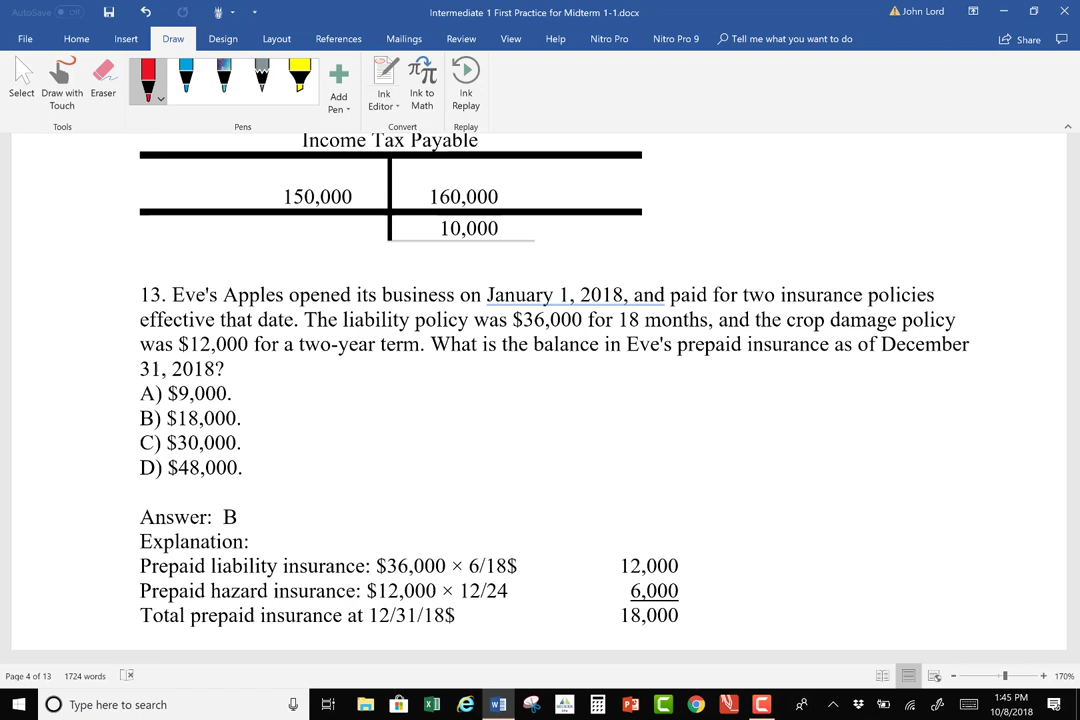 AutoSave Off
Intermediate 1 First Practice for Midterm 1-1.docx
John Lord
File Home Insert Draw Design Layout References Mailings Review View Help Nitro Pro Nitro Pro 9 Tell me what you want to do
Share
Select Draw with Touch Eraser
Add Pen
Ink Editor Ink to Math Ink Replay
Tools Pens Convert Replay
Income Tax Payable
150,000 160,000
10,000
13. Eve's Apples opened its business on January 1, 2018, and paid for two insurance policies
effective that date. The liability policy was $36,000 for 18 months, and the crop damage policy
was $12,000 for a two-year term. What is the balance in Eve's prepaid insurance as of December
31, 2018?
A) $9,000.
B) $18,000.
C) $30,000.
D) $48,000.
Answer: B
Explanation:
Prepaid liability insurance: $36,000 × 6/18$ 12,000
Prepaid hazard insurance: $12,000 × 12/24 6,000
Total prepaid insurance at 12/31/18$ 18,000
Page 4 of 13 1724 words
170%
Type here to search
1:45 PM
10/8/2018